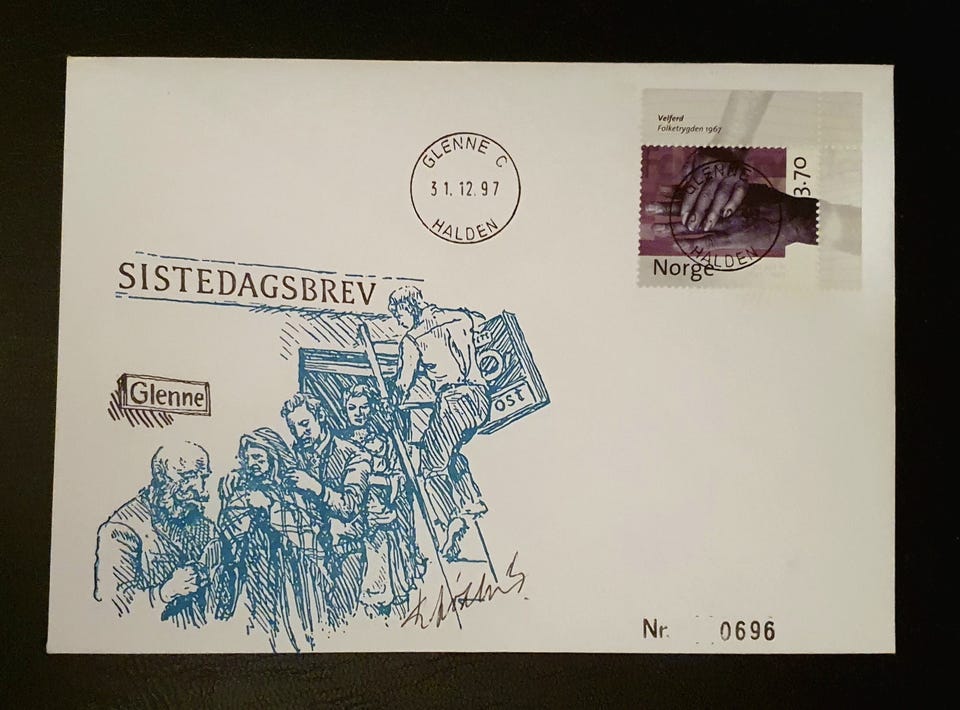 GLENNE C
31.12.97
HALDEN
Velferd
Folketrygden 1967
3.70
GLENNE
HALDEN
Norge
SISTEDAGSBREV
Glenne
OST
Nr. 0696